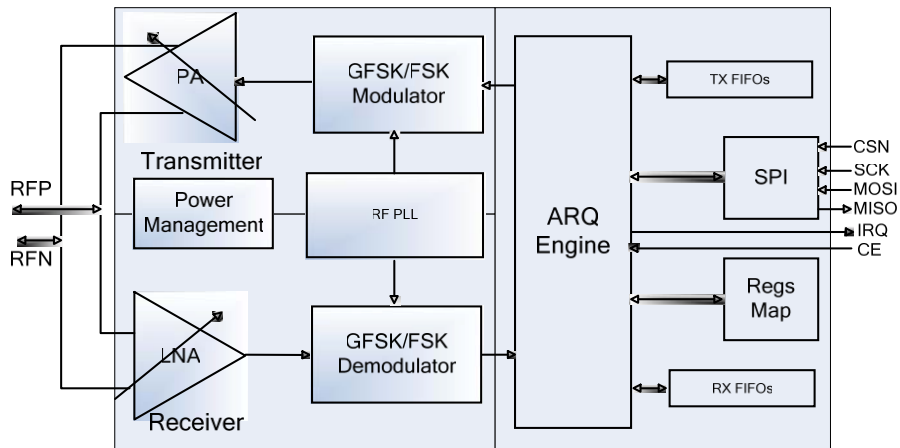 PA
GFSK/FSK
Modulator
TX FIFOs
Transmitter
CSN
SCK
MOSI
MISO
SPI
RFP
RFN
Power
Management
RF PLL
ARQ
Engine
IRQ
CE
Regs
Map
LNA
GFSK/FSK
Demodulator
RX FIFOs
Receiver